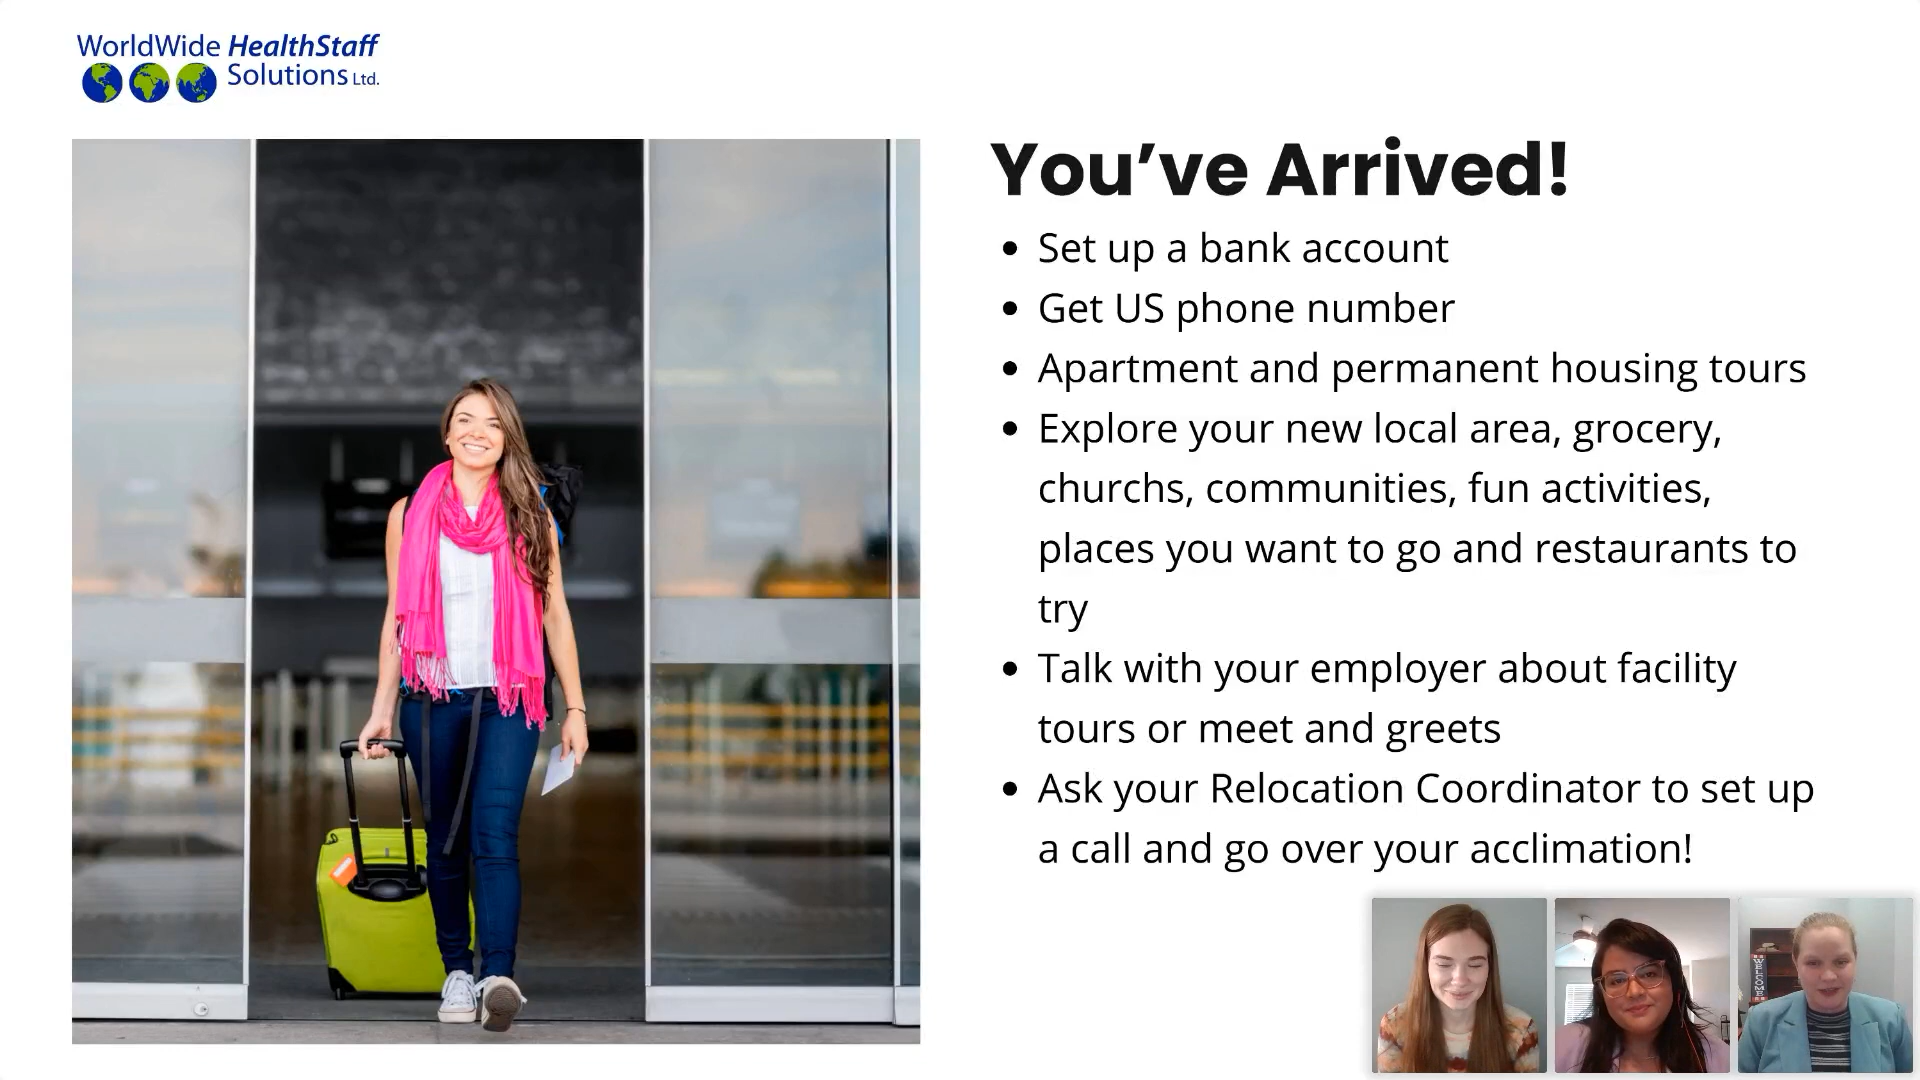 WorldWide HealthStaff
Solutions Ltd.
You’ve Arrived!
• Set up a bank account
• Get US phone number
• Apartment and permanent housing tours
• Explore your new local area, grocery,
churchs, communities, fun activities,
places you want to go and restaurants to
try
• Talk with your employer about facility
tours or meet and greets
• Ask your Relocation Coordinator to set up
a call and go over your acclimation!
WELCOME